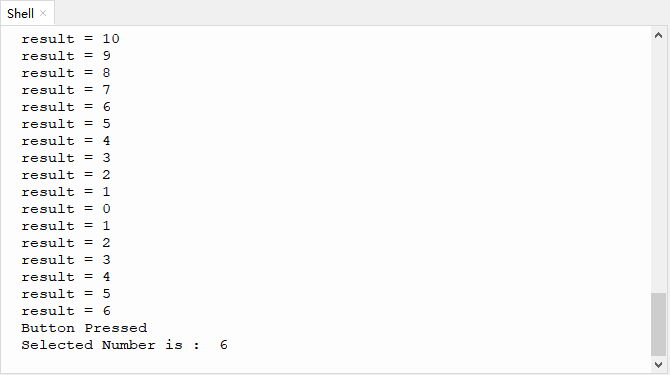 Shell
result = 10
result = 9
result = 8
result = 7
result = 6
result = 5
result = 4
result = 3
result = 2
result = 1
result = 0
result = 1
result = 2
result = 3
result = 4
result = 5
result = 6
Button Pressed
Selected Number is :  6